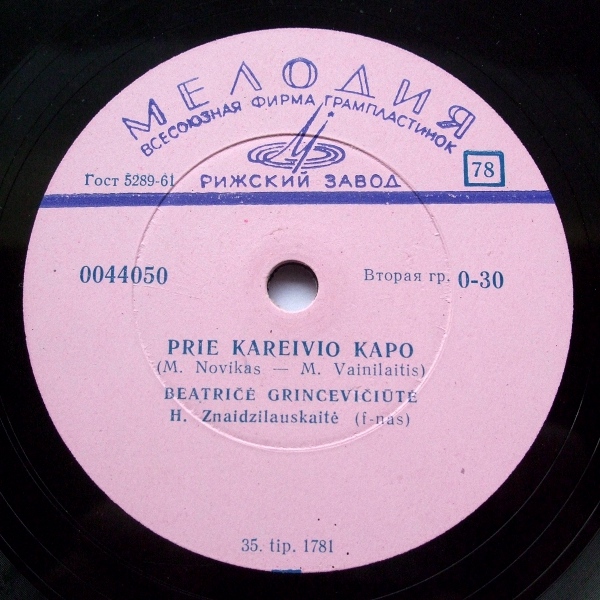 МЕЛОДИЯ
ВСЕСОЮЗНАЯ ФИРМА ГРАМПЛАСТИНОК
Гост 5289-61
РИЖСКИЙ ЗАВОД
78
0044050
Вторая гр. 0-30
PRIE KAREIVIO KAPO
(M. Novikas — M. Vainilaitis)
BEATRIČĖ GRINCEVIČIŪTĖ
H. Znaidzilauskaitė (f-nas)
35. tip. 1781